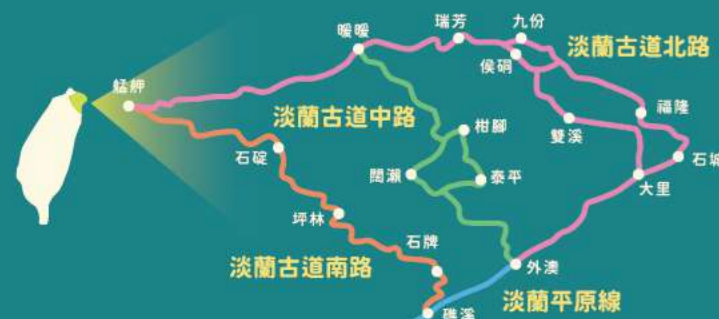 瑞芳
九份
暖暖
淡蘭古道北路
侯硐
艋舺
福隆
淡蘭古道中路
柑腳
雙溪
石碇
石城
闊瀨
泰平
大里
坪林
石牌
淡蘭古道南路
外澳
淡蘭平原線
礁溪